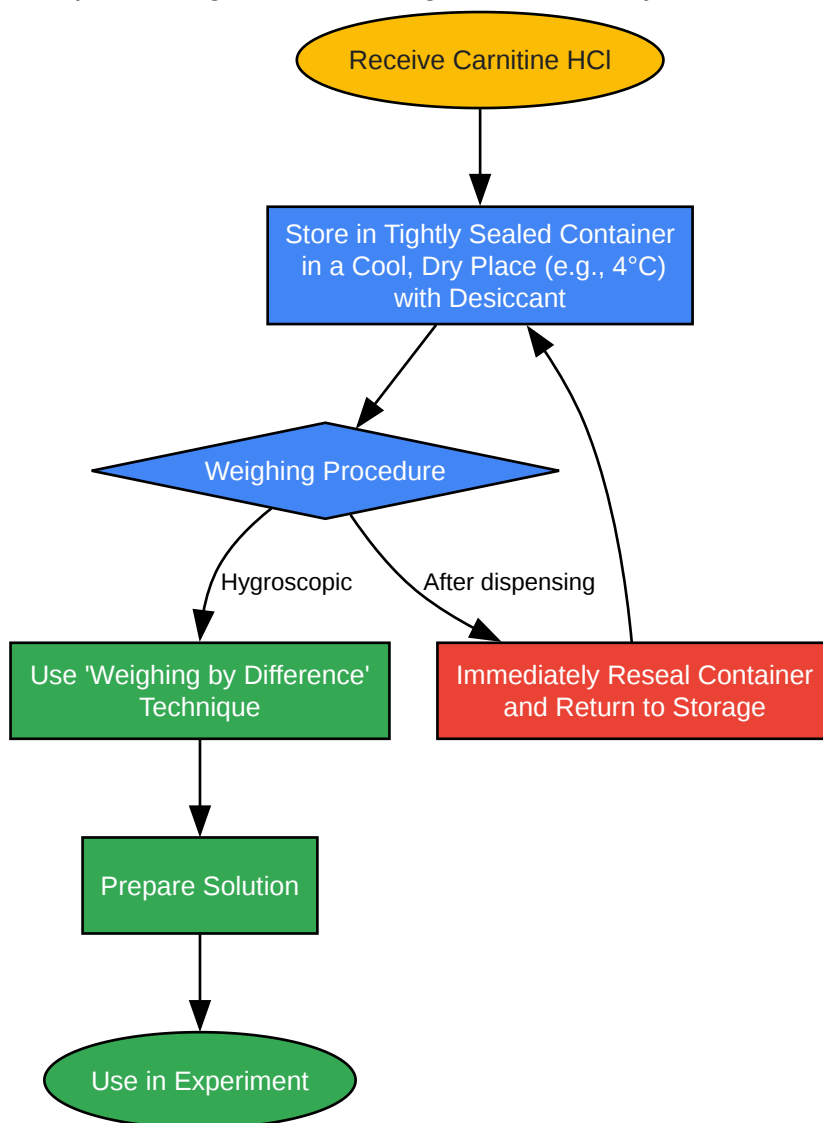 Receive Carnitine HCl
Store in Tightly Sealed Container
in a Cool, Dry Place (e.g., 4°C)
with Desiccant
Weighing Procedure
Hygroscopic
After dispensing
Use 'Weighing by Difference'
Technique
Immediately Reseal Container
and Return to Storage
Prepare Solution
Use in Experiment